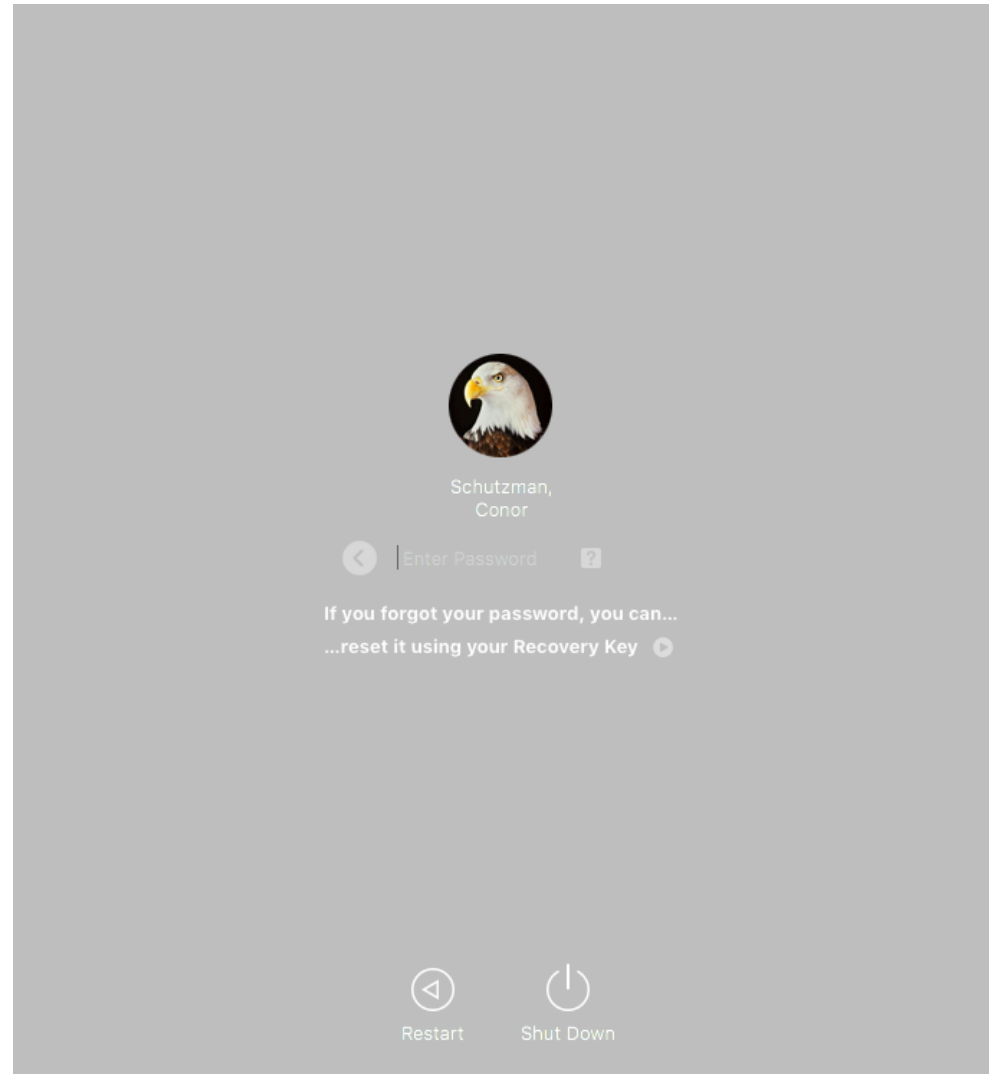 Schutzman,
Conor
Enter Password ?
If you forgot your password, you can...
...reset it using your Recovery Key
Restart Shut Down